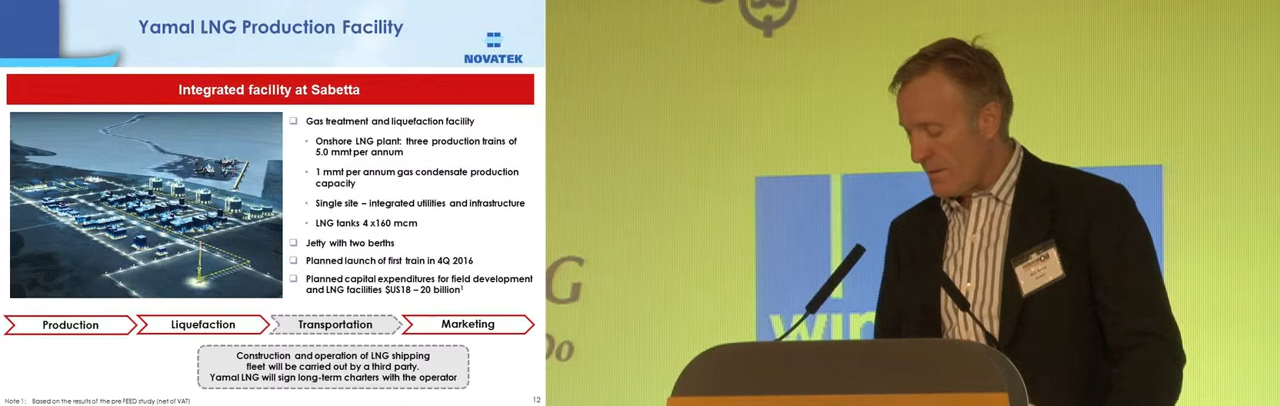 Yamal LNG Production Facility
NOVATEK
Integrated facility at Sabetta
Gas treatment and liquefaction facility
Onshore LNG plant: three production trains of
5.0 mmt per annum
1 mmt per annum gas condensate production
capacity
Single site – integrated utilities and infrastructure
LNG tanks 4 x160 mcm
Jetty with two berths
Planned launch of first train in 4Q 2016
Planned capital expenditures for field development
and LNG facilities $US18 – 20 billion¹
Production
Liquefaction
Transportation
Marketing
Construction and operation of LNG shipping
fleet will be carried out by a third party.
Yamal LNG will sign long-term charters with the operator
Note 1: Based on the results of the pre FEED study (net of VAT)
12
G
Do
win
Oil